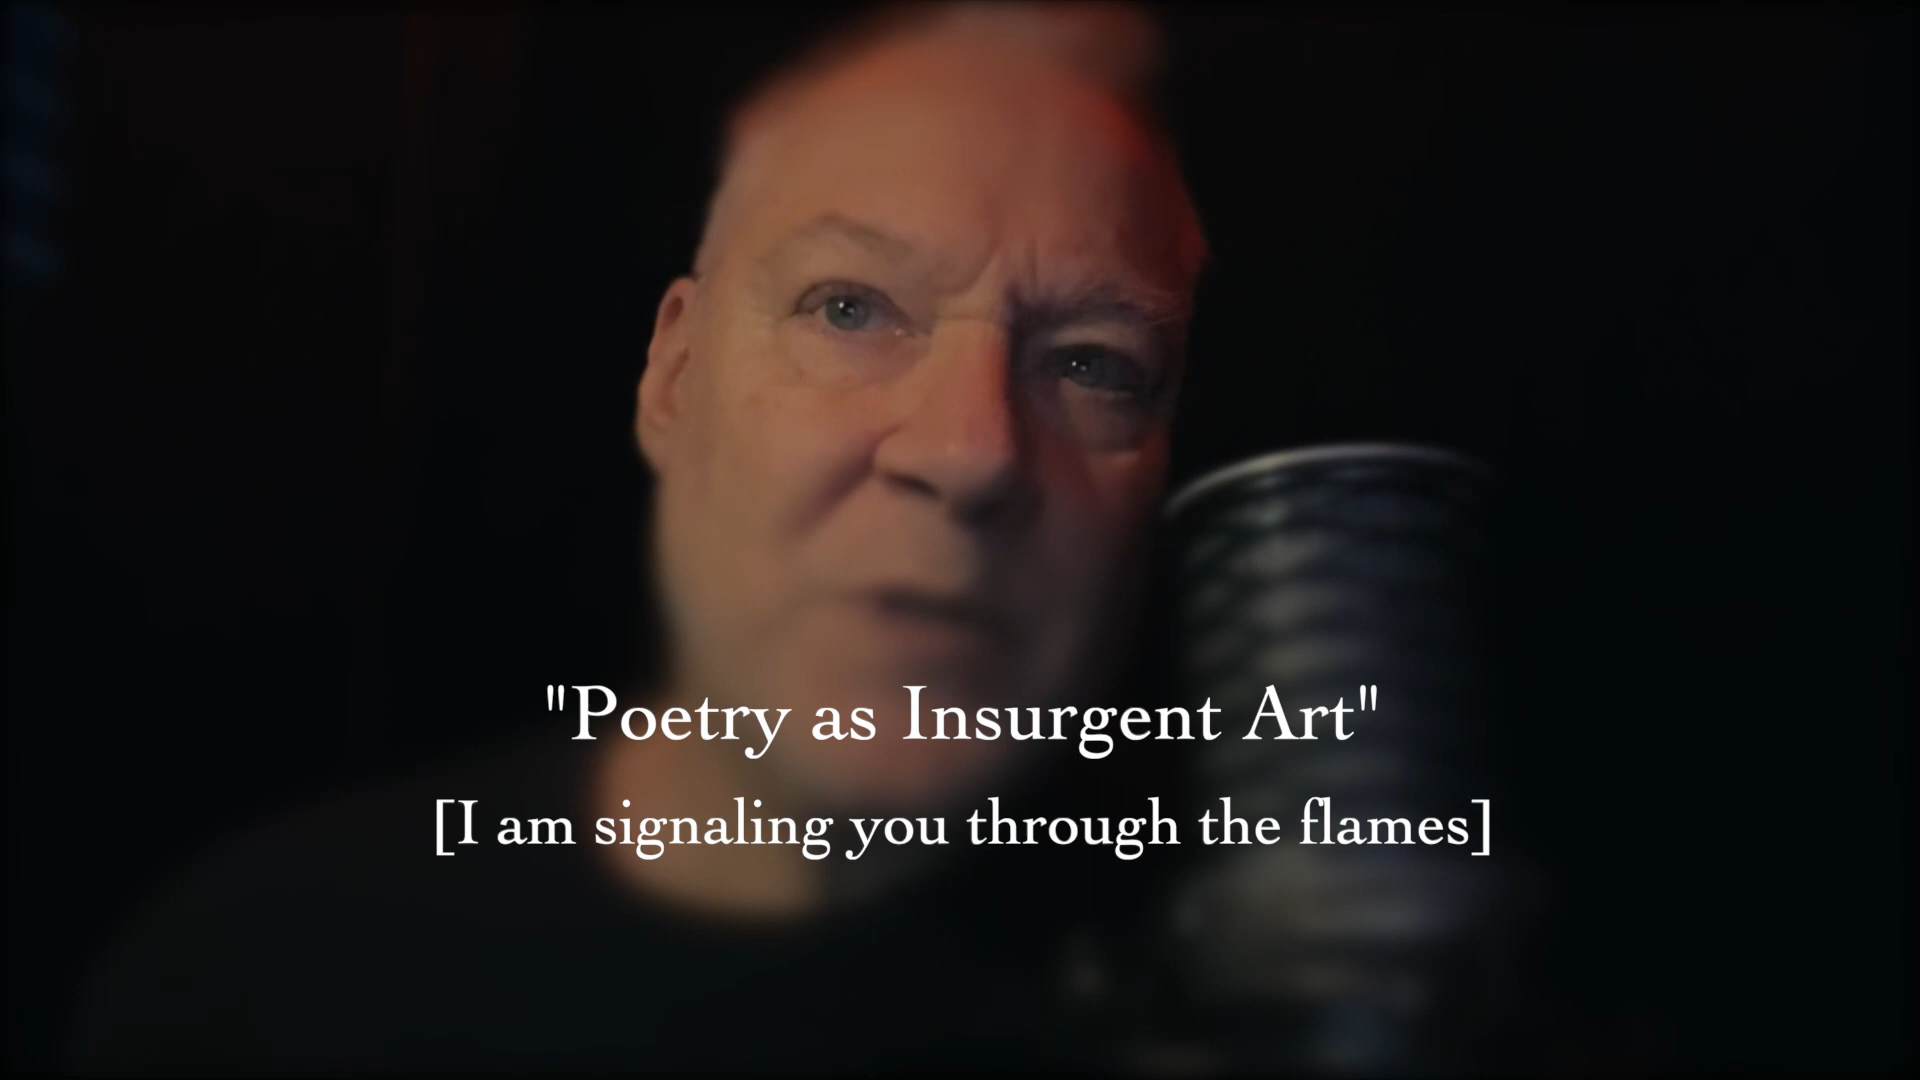 "Poetry as Insurgent Art"
[I am signaling you through the flames]